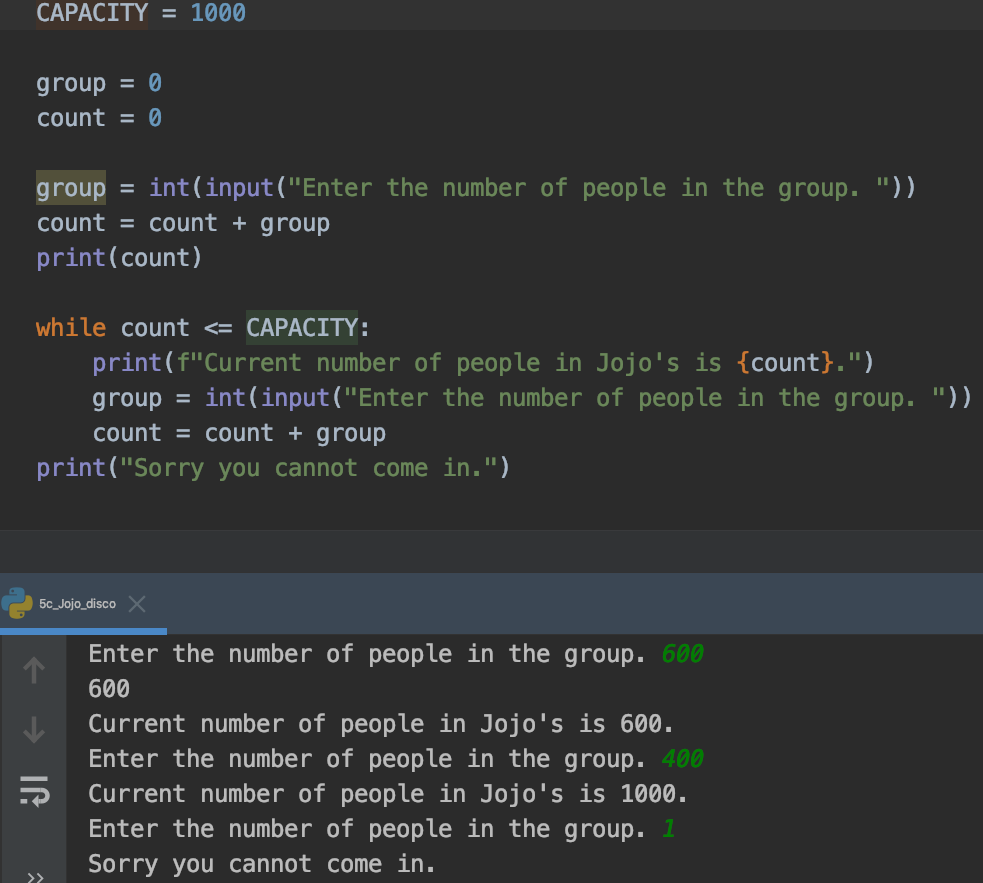 CAPACITY = 1000
group = 0
count = 0
group = int(input("Enter the number of people in the group. "))
count = count + group
print(count)
while count <= CAPACITY:
    print(f"Current number of people in Jojo's is {count}.")
    group = int(input("Enter the number of people in the group. "))
    count = count + group
print("Sorry you cannot come in.")
5c_Jojo_disco
Enter the number of people in the group. 600
600
Current number of people in Jojo's is 600.
Enter the number of people in the group. 400
Current number of people in Jojo's is 1000.
Enter the number of people in the group. 1
Sorry you cannot come in.